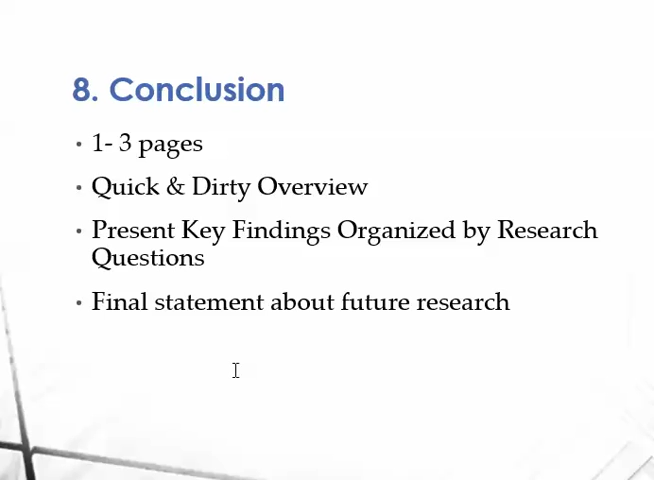 8. Conclusion
• 1- 3 pages
• Quick & Dirty Overview
• Present Key Findings Organized by Research
Questions
• Final statement about future research